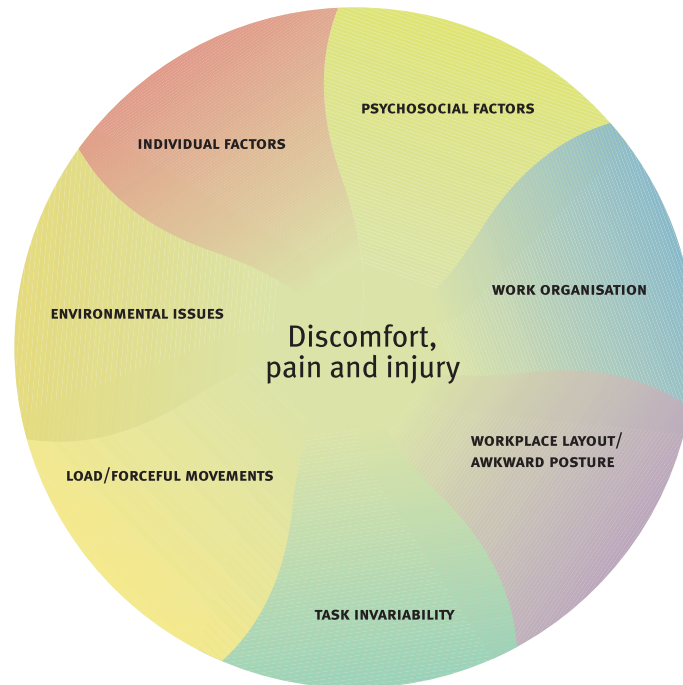 PSYCHOSOCIAL FACTORS
INDIVIDUAL FACTORS
WORK ORGANISATION
ENVIRONMENTAL ISSUES
Discomfort,
pain and injury
WORKPLACE LAYOUT/
AWKWARD POSTURE
LOAD/FORCEFUL MOVEMENTS
TASK INVARIABILITY